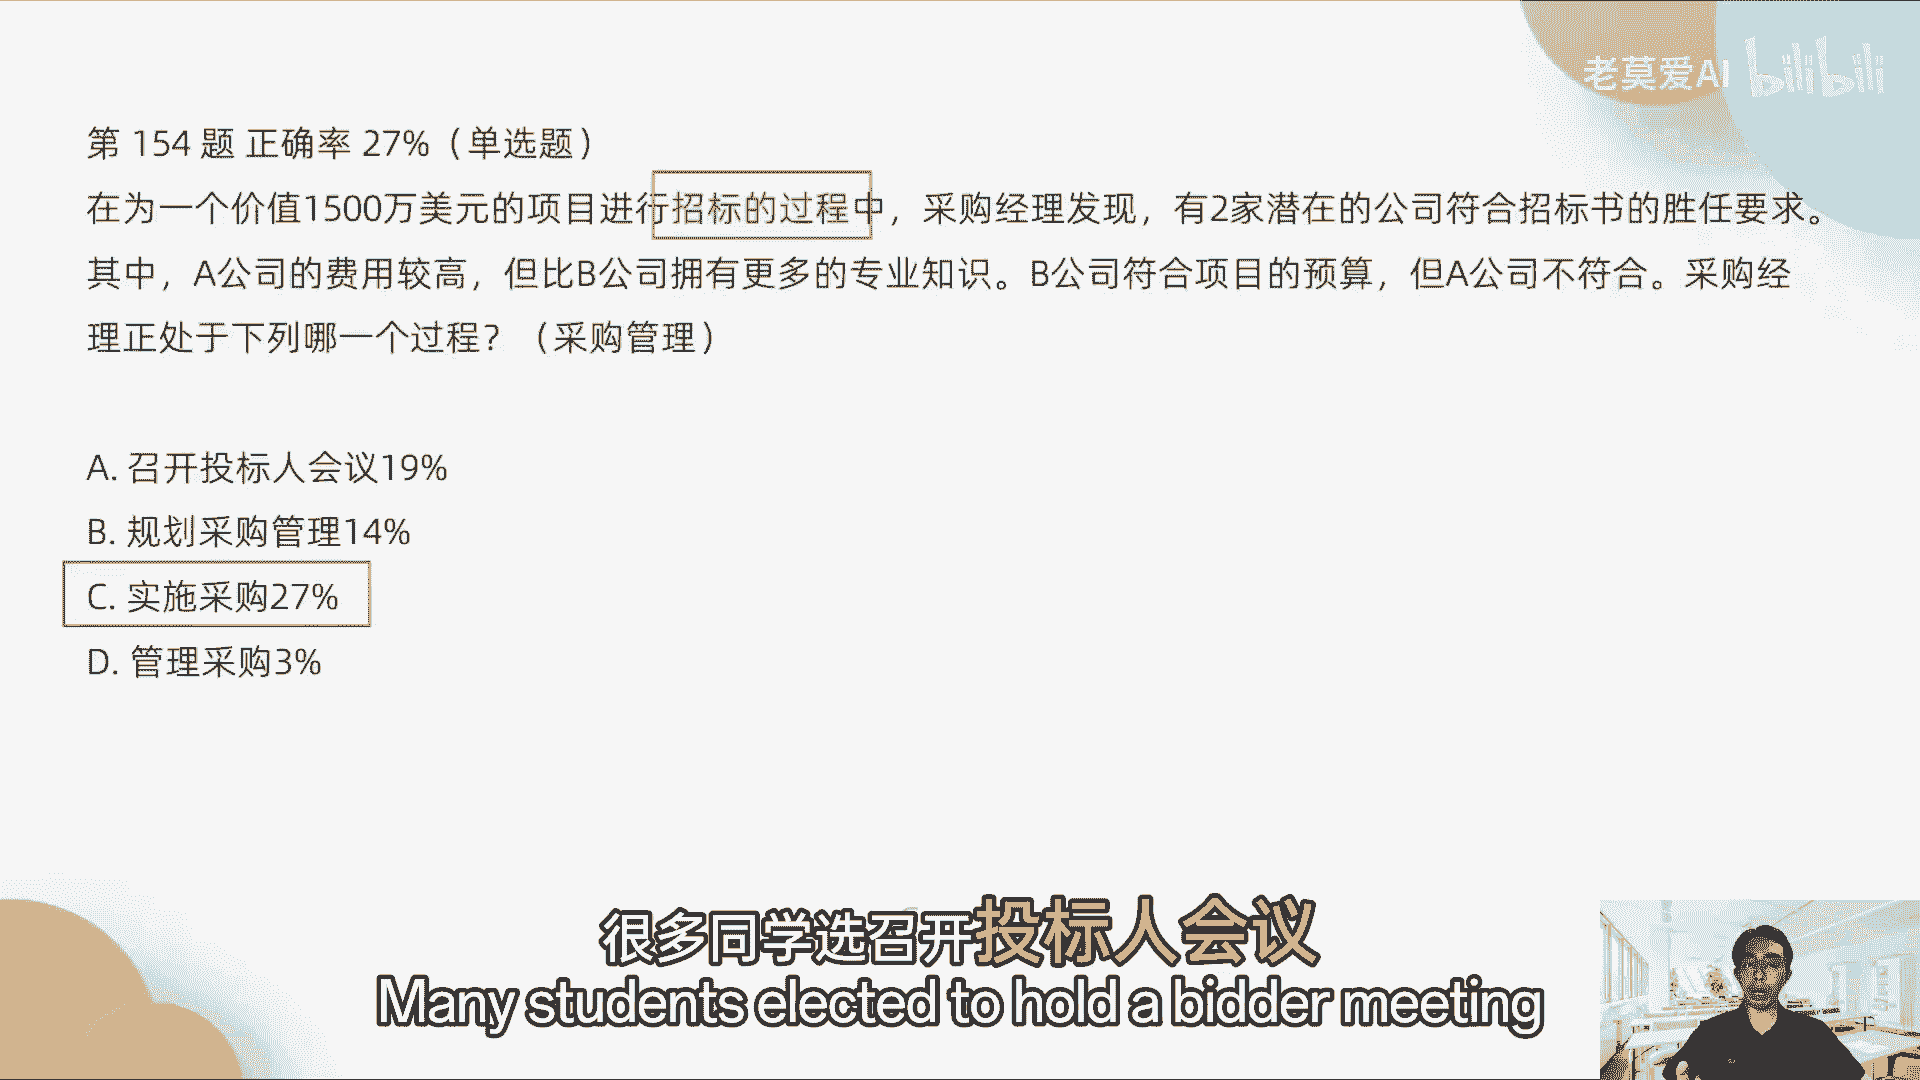 老莫爱AI bilibili
第 154 题 正确率 27%（单选题）
在为一个价值1500万美元的项目进行招标的过程中，采购经理发现，有2家潜在的公司符合招标书的胜任要求。
其中，A公司的费用较高，但比B公司拥有更多的专业知识。B公司符合项目的预算，但A公司不符合。采购经
理正处于下列哪一个过程？（采购管理）
A. 召开投标人会议19%
B. 规划采购管理14%
C. 实施采购27%
D. 管理采购3%
很多同学选召开投标人会议
Many students elected to hold a bidder meeting